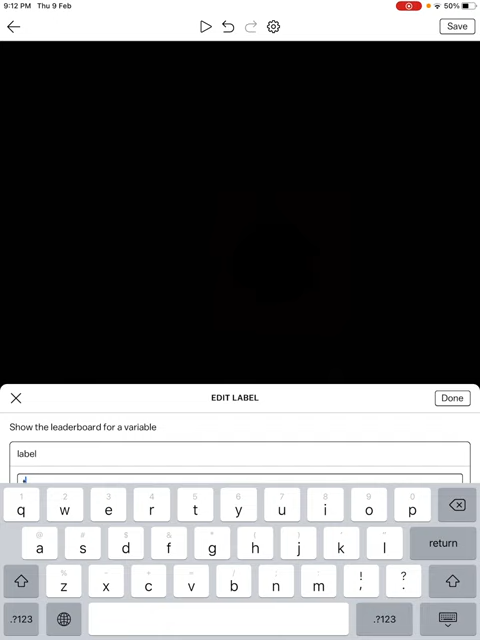 9:12 PM Thu 9 Feb 50%
Save
EDIT LABEL
Done
Show the leaderboard for a variable
label
1 2 3 4 5 6 7 8 9 0
q w e r t y u i o p
@ # $ & * ( ) ' "
a s d f g h j k l return
% - + = / ; :
z x c v b n m ! , ? .
.?123 .?123